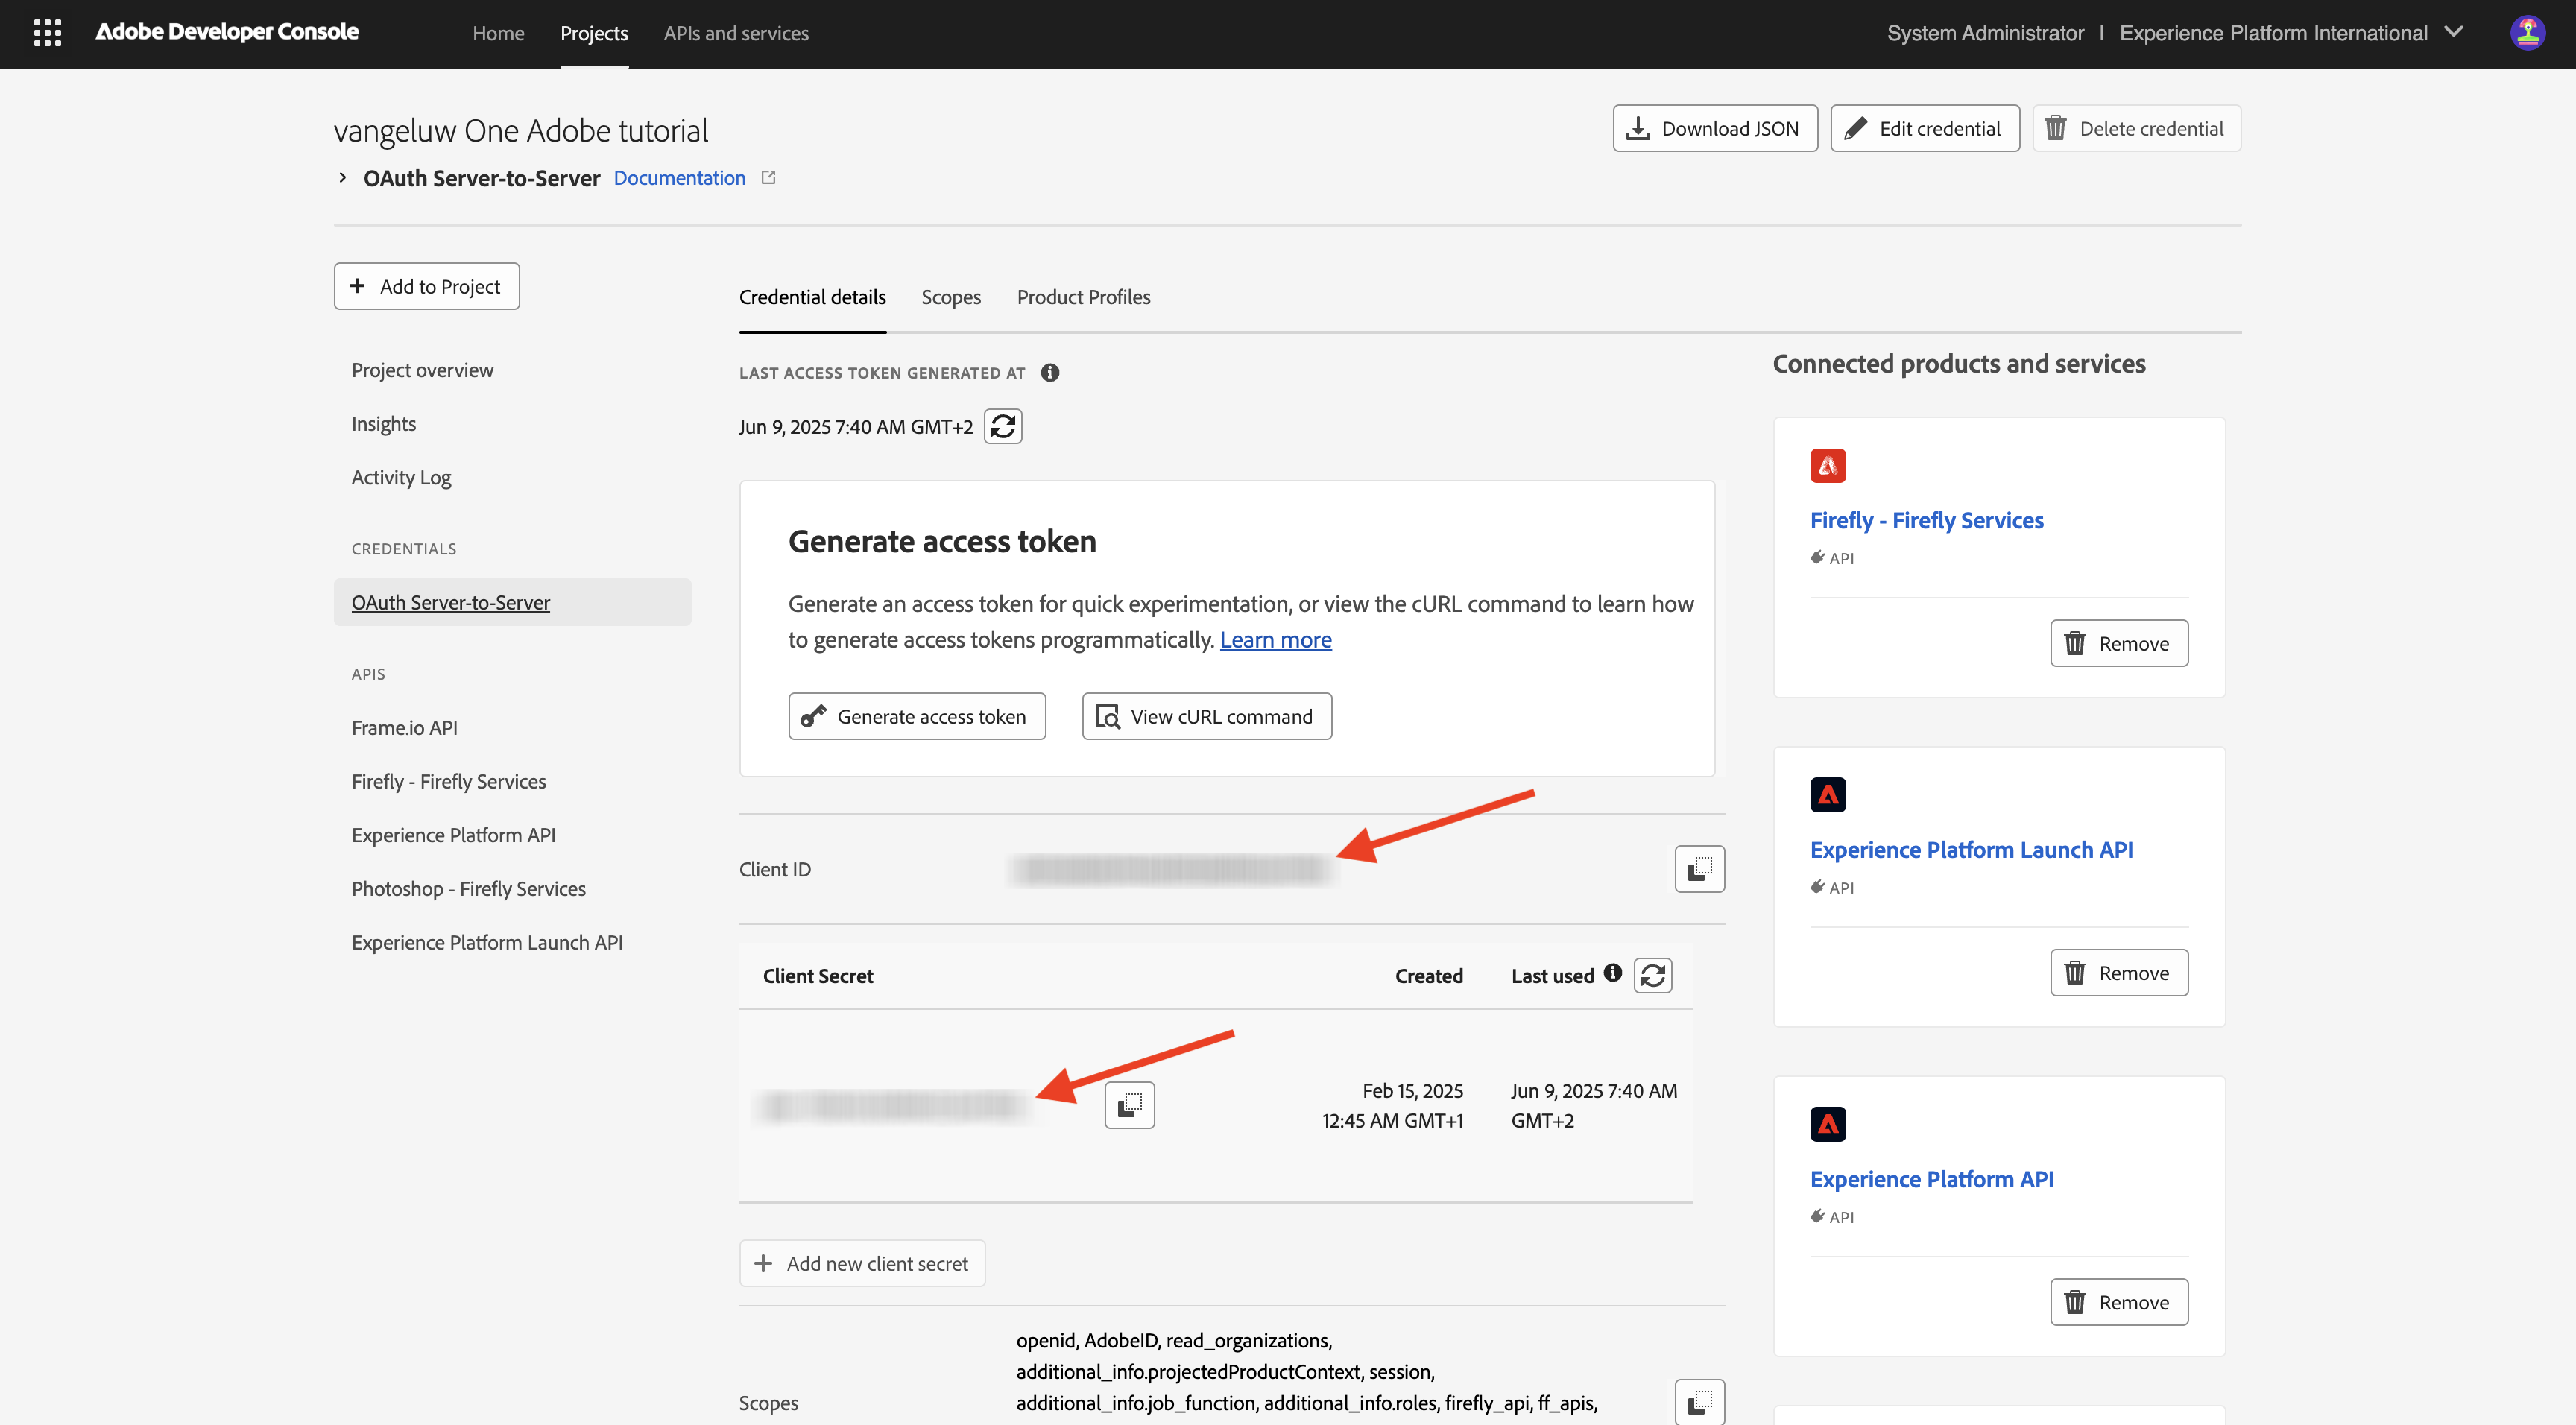 Adobe Developer Console
Home
Projects
APIs and services
System Administrator | Experience Platform International
vangeluw One Adobe tutorial
Download JSON
Edit credential
Delete credential
OAuth Server-to-Server Documentation
Add to Project
Project overview
Insights
Activity Log
CREDENTIALS
OAuth Server-to-Server
APIS
Frame.io API
Firefly - Firefly Services
Experience Platform API
Photoshop - Firefly Services
Experience Platform Launch API
Credential details
Scopes
Product Profiles
LAST ACCESS TOKEN GENERATED AT
Jun 9, 2025 7:40 AM GMT+2
Generate access token
Generate an access token for quick experimentation, or view the cURL command to learn how
to generate access tokens programmatically. Learn more
Generate access token
View cURL command
Client ID
Client Secret
Created
Last used
Feb 15, 2025
12:45 AM GMT+1
Jun 9, 2025 7:40 AM
GMT+2
Add new client secret
Scopes
openid, AdobeID, read_organizations,
additional_info.projectedProductContext, session,
additional_info.job_function, additional_info.roles, firefly_api, ff_apis,
Connected products and services
Firefly - Firefly Services
API
Remove
Experience Platform Launch API
API
Remove
Experience Platform API
API
Remove